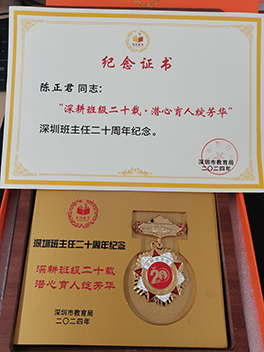 纪念证书
陈正君 同志：
“深耕班级二十载·潜心育人绽芳华”
深圳班主任二十周年纪念。
深圳市教育局
二〇二四年
深圳班主任二十周年纪念
深耕班级二十载
潜心育人绽芳华
深圳市教育局
二〇二四年
20